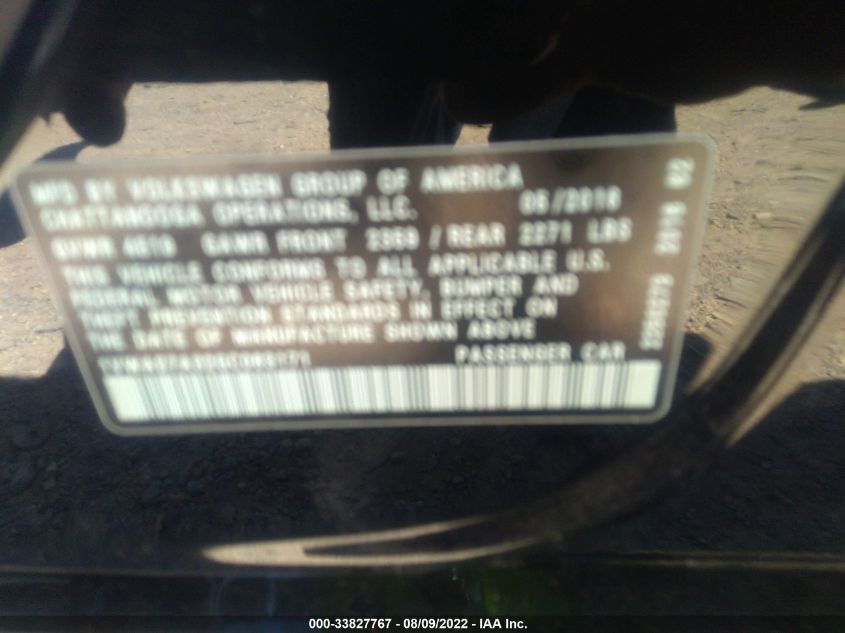 MFD BY VOLKSWAGEN GROUP OF AMERICA
CHATTANOOGA OPERATIONS, LLC.
GVWR GAWR FRONT / REAR 2271 LBS
THIS VEHICLE CONFORMS TO ALL APPLICABLE U.S.
FEDERAL MOTOR VEHICLE SAFETY, BUMPER AND
THEFT PREVENTION STANDARDS IN EFFECT ON
THE DATE OF MANUFACTURE SHOWN ABOVE
PASSENGER CAR
000-33827767 - 08/09/2022 - IAA Inc.